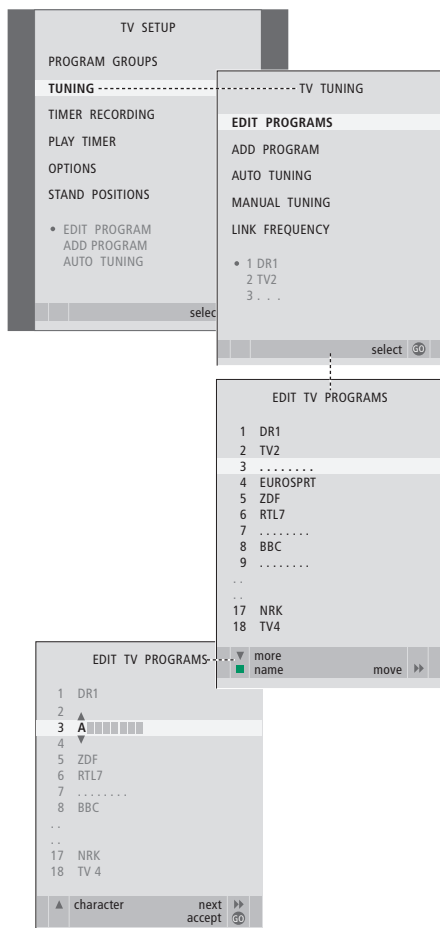 TV SETUP
PROGRAM GROUPS
TUNING
TIMER RECORDING
PLAY TIMER
OPTIONS
STAND POSITIONS
• EDIT PROGRAM
ADD PROGRAM
AUTO TUNING
selec
TV TUNING
EDIT PROGRAMS
ADD PROGRAM
AUTO TUNING
MANUAL TUNING
LINK FREQUENCY
• 1 DR1
2 TV2
3 . . .
select GO
EDIT TV PROGRAMS
1 DR1
2 TV2
3 . . . . . . . .
4 EUROSPRT
5 ZDF
6 RTL7
7 . . . . . . . .
8 BBC
9 . . . . . . . .
. .
. .
17 NRK
18 TV4
▼ more
■ name move ▶▶
EDIT TV PROGRAMS
1 DR1
2
3 A
4
5 ZDF
6 RTL7
7 . . . . . . . .
8 BBC
. .
. .
17 NRK
18 TV 4
▲ character next ▶▶
accept GO